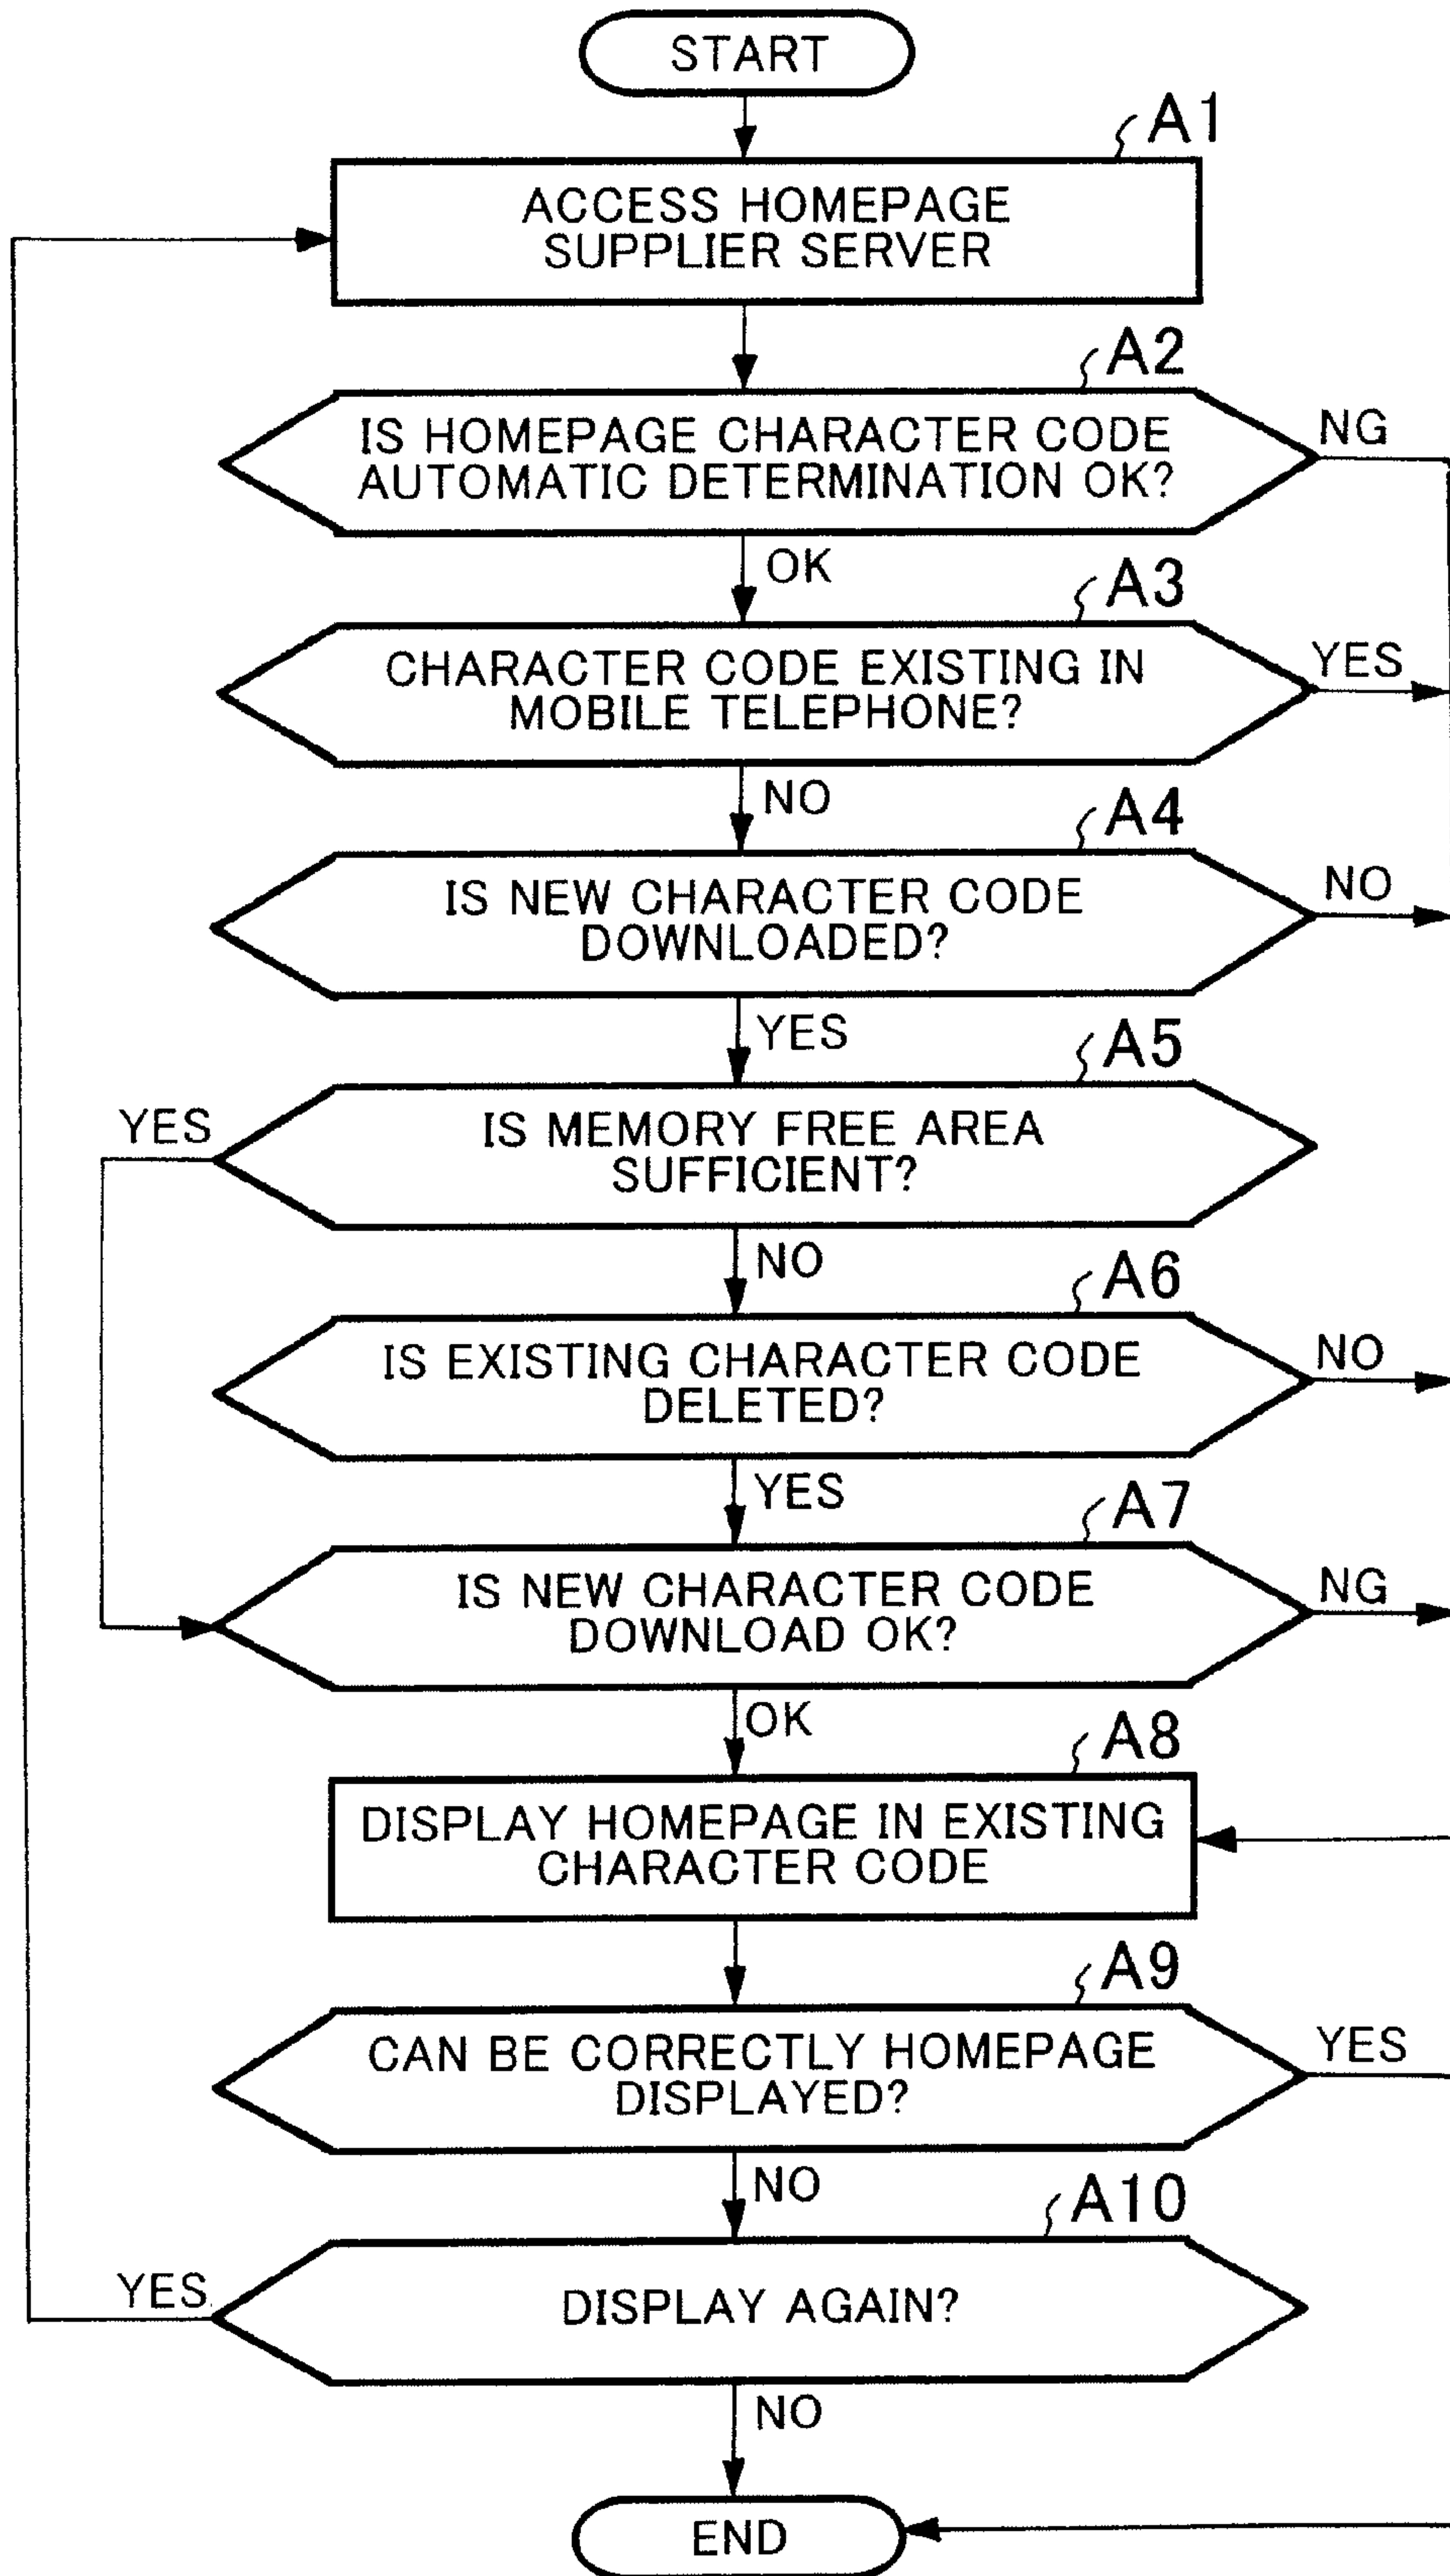 START
A1
ACCESS HOMEPAGE
SUPPLIER SERVER
A2
IS HOMEPAGE CHARACTER CODE
AUTOMATIC DETERMINATION OK?
NG
OK
A3
CHARACTER CODE EXISTING IN
MOBILE TELEPHONE?
YES
NO
A4
IS NEW CHARACTER CODE
DOWNLOADED?
NO
YES
A5
YES
IS MEMORY FREE AREA
SUFFICIENT?
NO
A6
IS EXISTING CHARACTER CODE
DELETED?
NO
YES
A7
IS NEW CHARACTER CODE
DOWNLOAD OK?
NG
OK
A8
DISPLAY HOMEPAGE IN EXISTING
CHARACTER CODE
A9
CAN BE CORRECTLY HOMEPAGE
DISPLAYED?
YES
NO
A10
YES
DISPLAY AGAIN?
NO
END